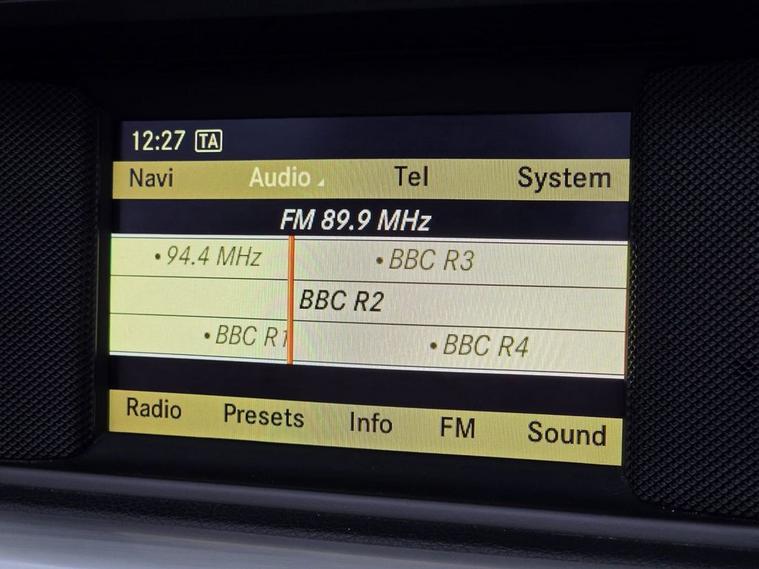 12:27 TA
Navi Audio Tel System
FM 89.9 MHz
•94.4 MHz •BBC R3
BBC R2
•BBC R1 •BBC R4
Radio Presets Info FM Sound